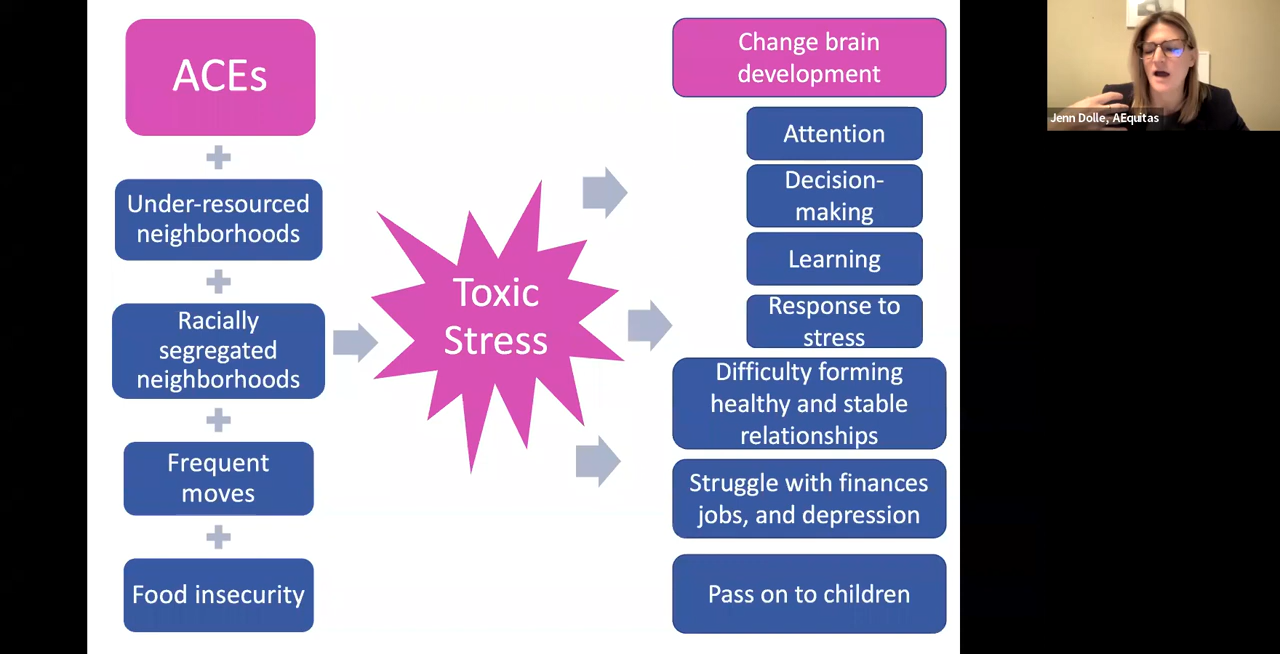 ACEs
Under-resourced
neighborhoods
Racially
segregated
neighborhoods
Frequent
moves
Food insecurity
Toxic
Stress
Change brain
development
Attention
Decision-
making
Learning
Response to
stress
Difficulty forming
healthy and stable
relationships
Struggle with finances
jobs, and depression
Pass on to children
Jenn Dolle, AEquitas